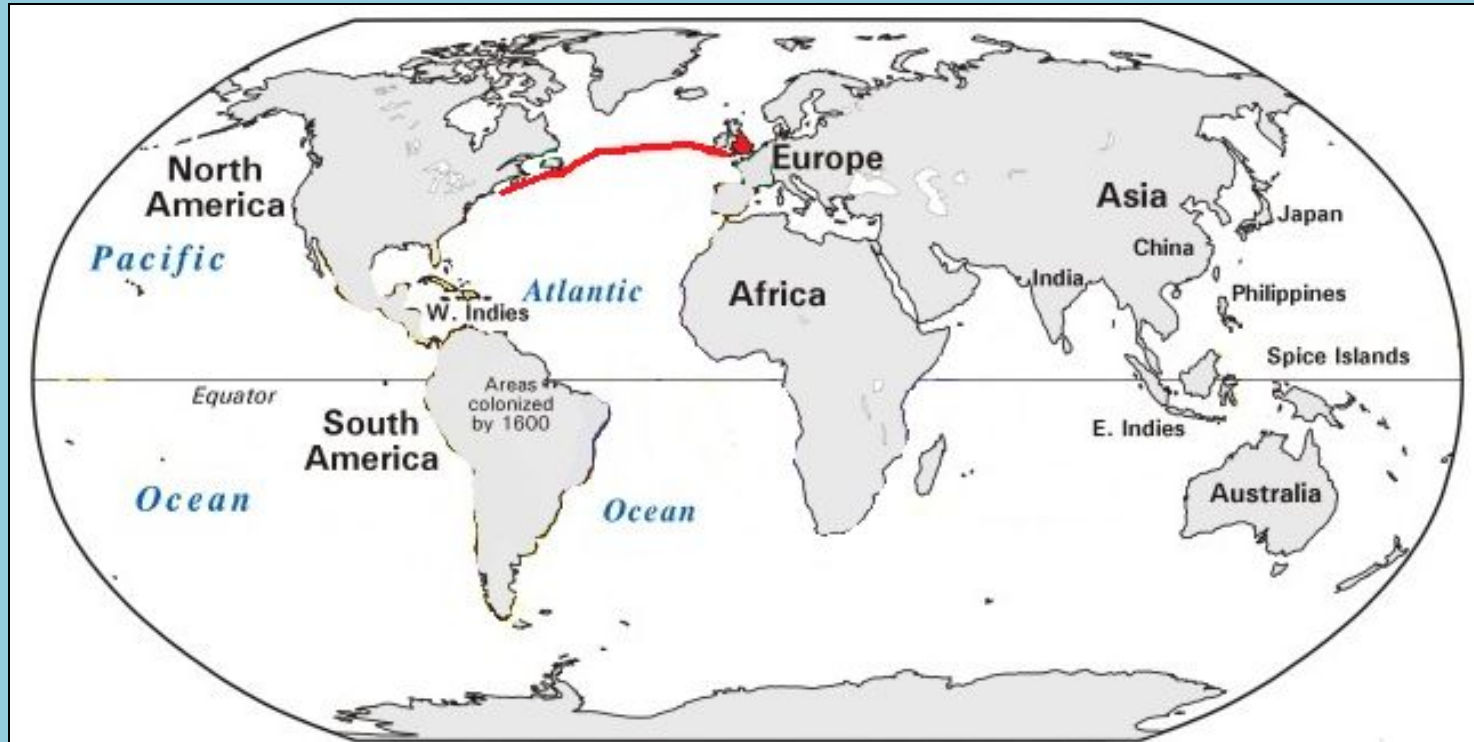 North
America
Europe
Asia
Japan
China
Pacific
India
Atlantic
Africa
Philippines
W. Indies
Spice Islands
Equator
Areas
colonized
by 1600
South
America
E. Indies
Ocean
Ocean
Australia